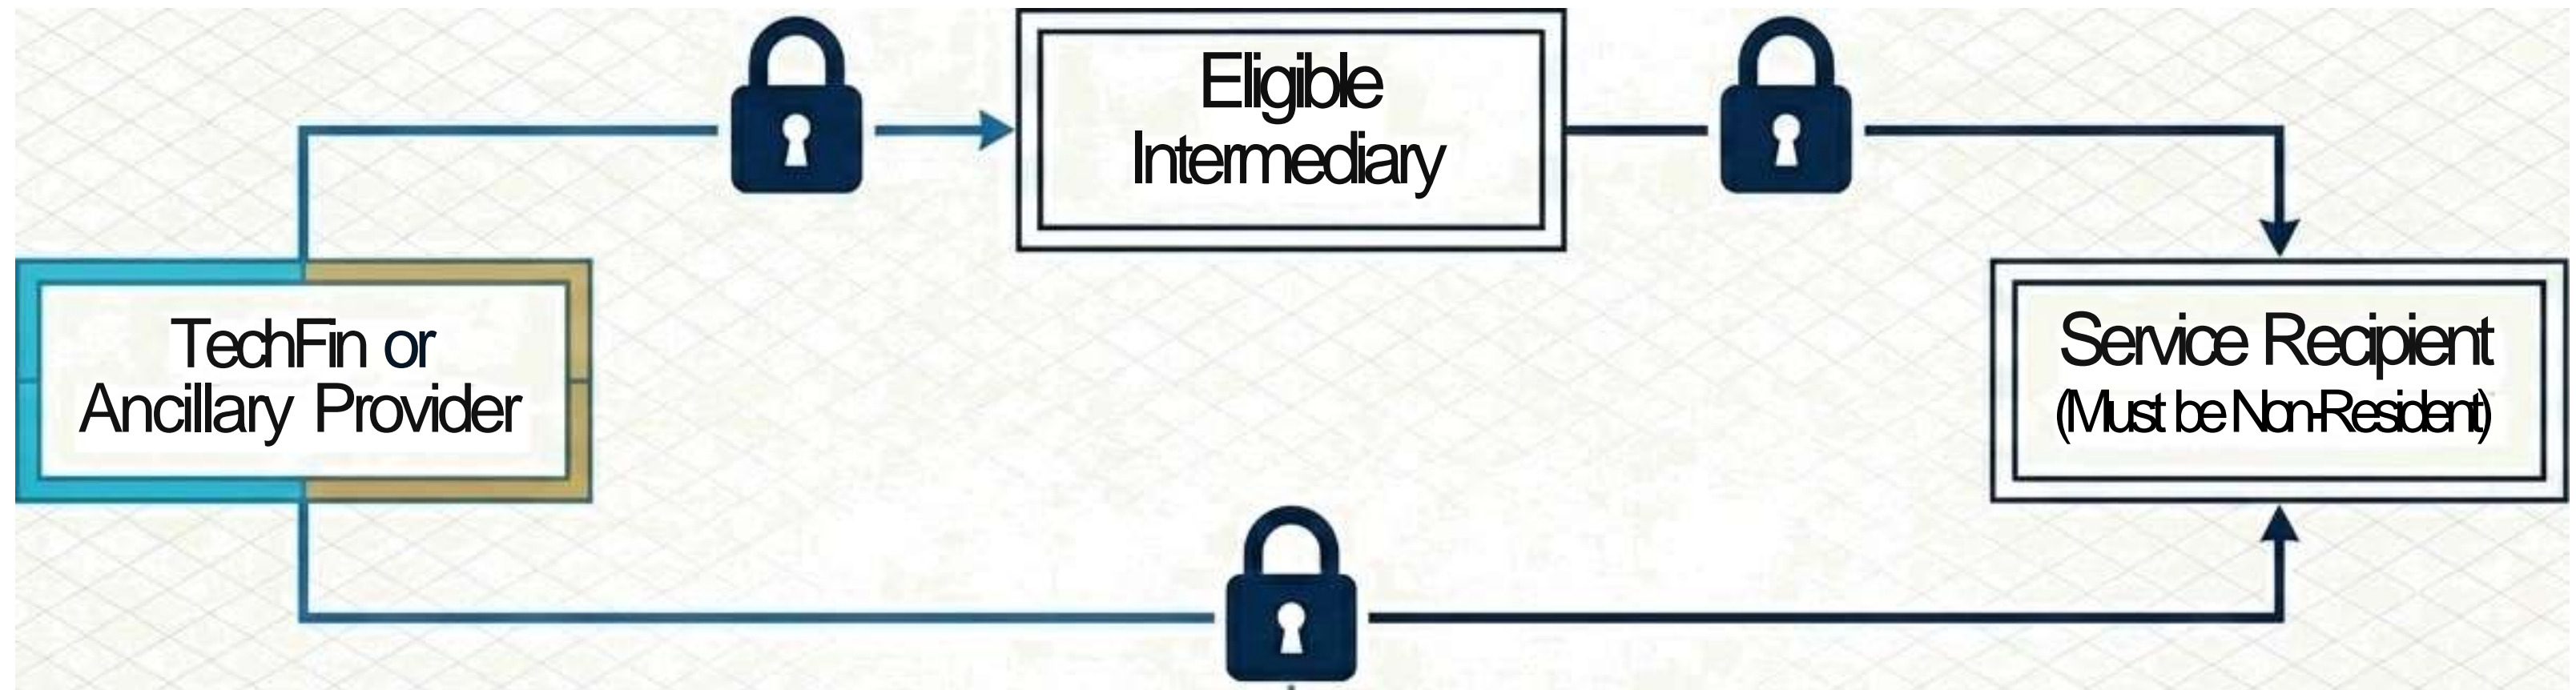 Eligible
Intermediary
TechFin or
Ancillary Provider
Service Recipient
(Must be Non-Resident)